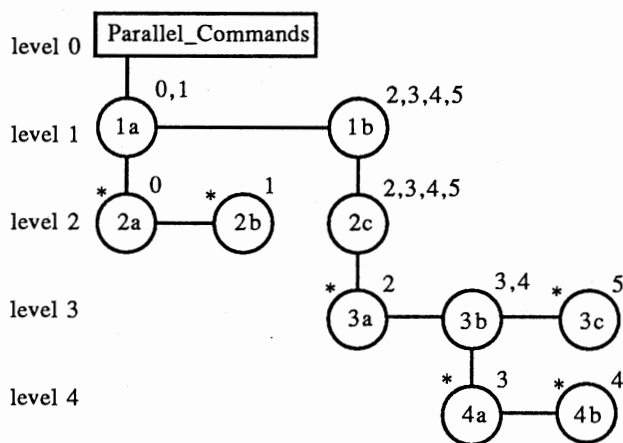 Parallel_Commands
level 0
0,1
2,3,4,5
level 1
1a
1b
* 0
* 1
2,3,4,5
level 2
2a
2b
2c
* 2
3,4
* 5
level 3
3a
3b
3c
* 3
* 4
level 4
4a
4b